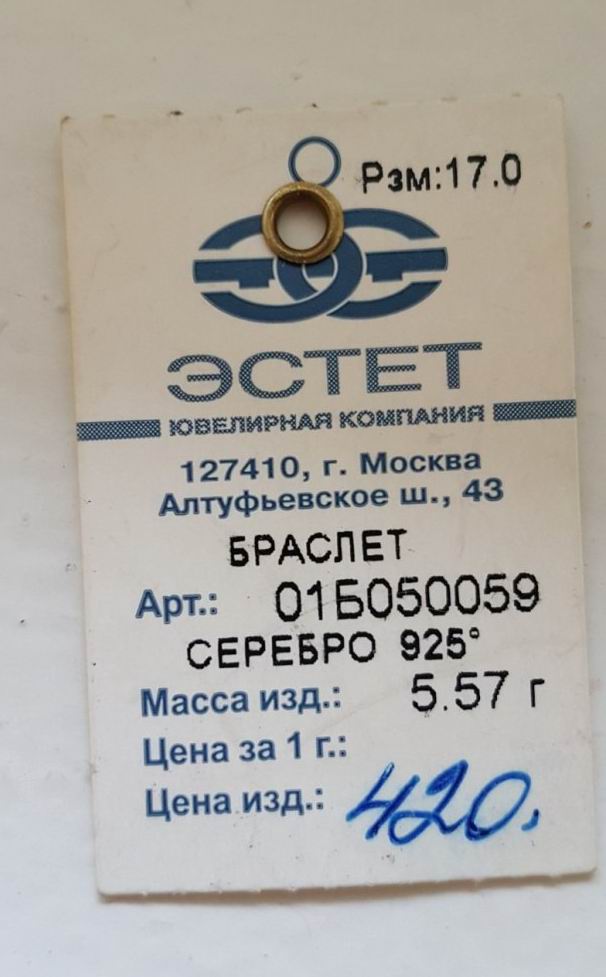 Рзм:17.0
ЭСТЕТ
ЮВЕЛИРНАЯ КОМПАНИЯ
127410, г. Москва
Алтуфьевское ш., 43
БРАСЛЕТ
Арт.: 01Б050059
СЕРЕБРО 925°
Масса изд.: 5.57 г
Цена за 1 г.:
Цена изд.: 420.